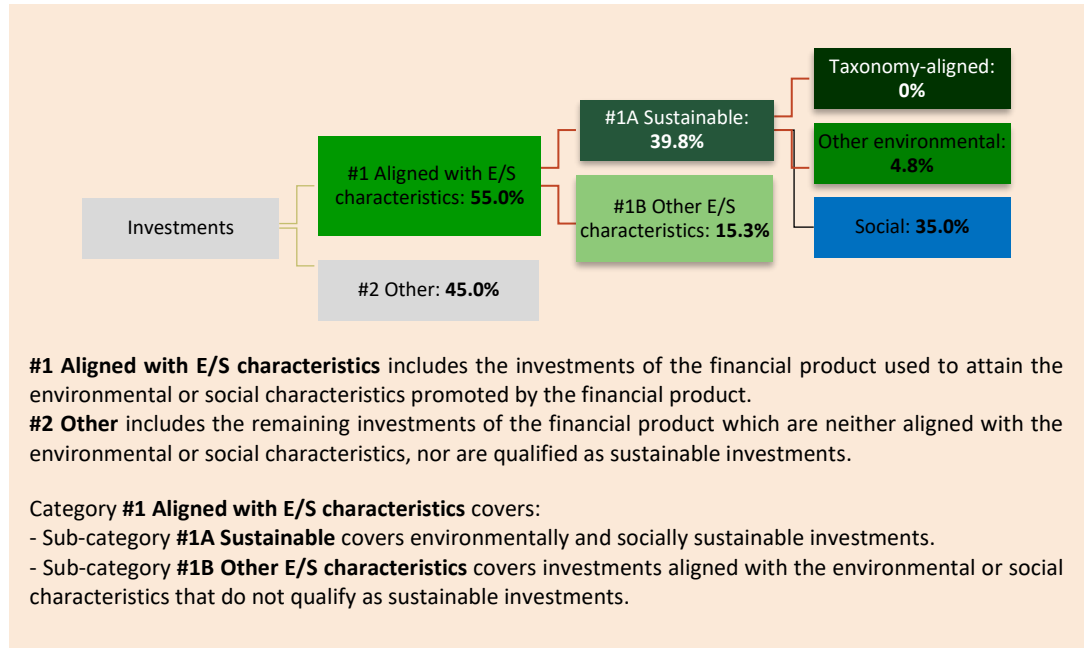 Taxonomy-aligned:
0%
#1A Sustainable:
39.8%
Other environmental:
4.8%
#1 Aligned with E/S
characteristics: 55.0%
#1B Other E/S
characteristics: 15.3%
Investments
Social: 35.0%
#2 Other: 45.0%
#1 Aligned with E/S characteristics includes the investments of the financial product used to attain the
environmental or social characteristics promoted by the financial product.
#2 Other includes the remaining investments of the financial product which are neither aligned with the
environmental or social characteristics, nor are qualified as sustainable investments.
Category #1 Aligned with E/S characteristics covers:
- Sub-category #1A Sustainable covers environmentally and socially sustainable investments.
- Sub-category #1B Other E/S characteristics covers investments aligned with the environmental or social
characteristics that do not qualify as sustainable investments.